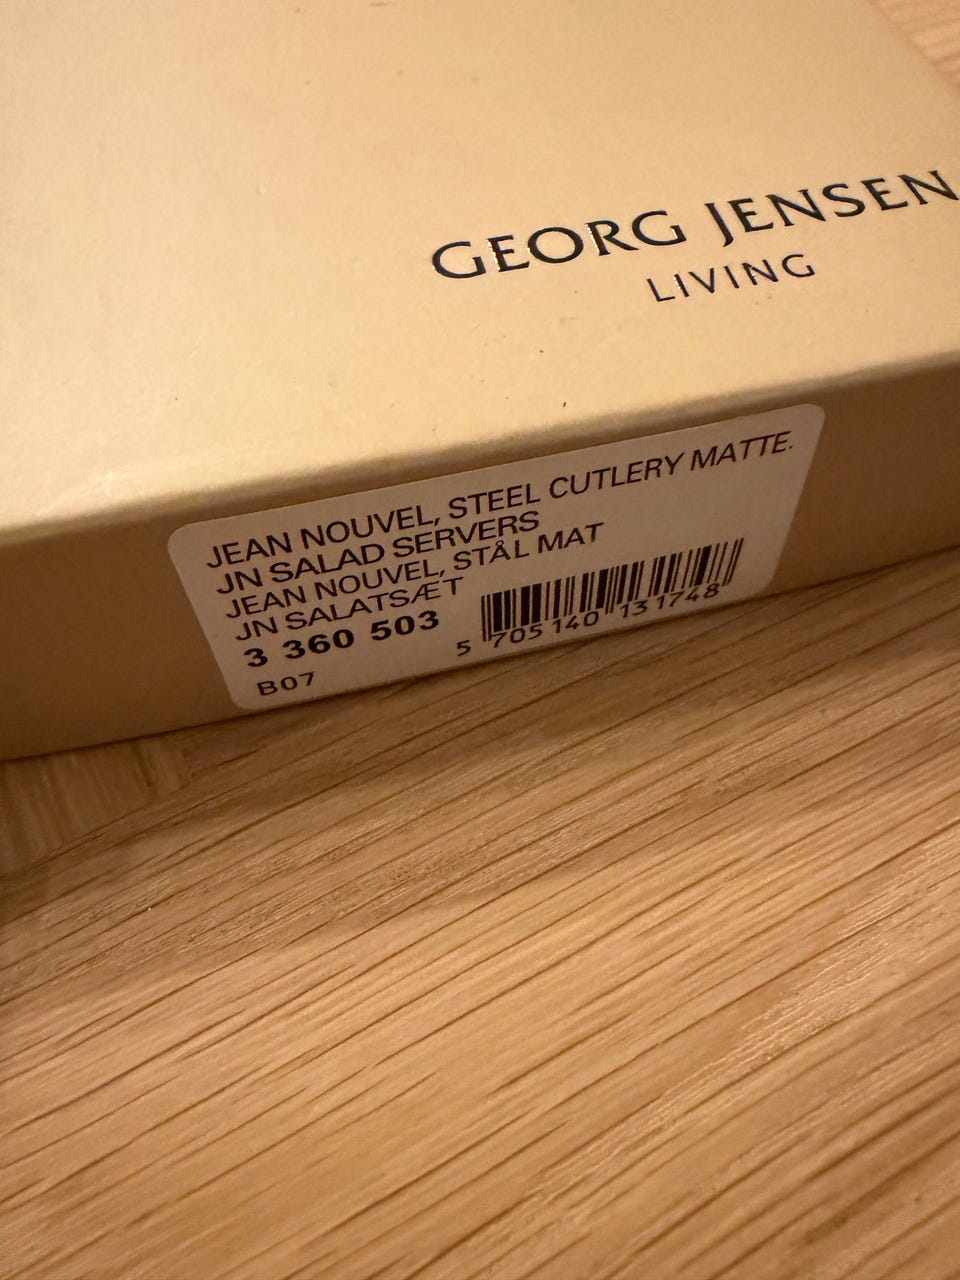 GEORG JENSEN
LIVING
JEAN NOUVEL, STEEL CUTLERY MATTE.
JN SALAD SERVERS
JEAN NOUVEL, STÅL MAT
JN SALATSÆT
3 360 503
5 705140 131748
B07